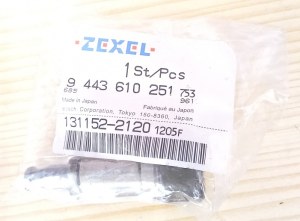 ZEXEL
1 St/Pcs
9 443 610 251 753
685 961
Made in Japan Fabriqué au Japon
Corporation, Tokyo 150-8360, Japan
131152-2120 1205F